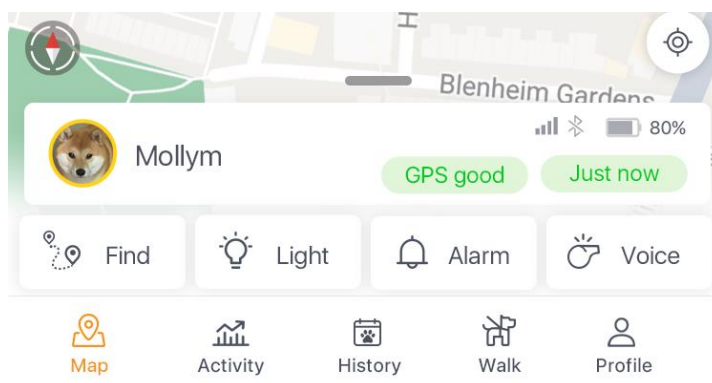 Blenheim Gardens
Mollym
80%
GPS good
Just now
Find
Light
Alarm
Voice
Map
Activity
History
Walk
Profile